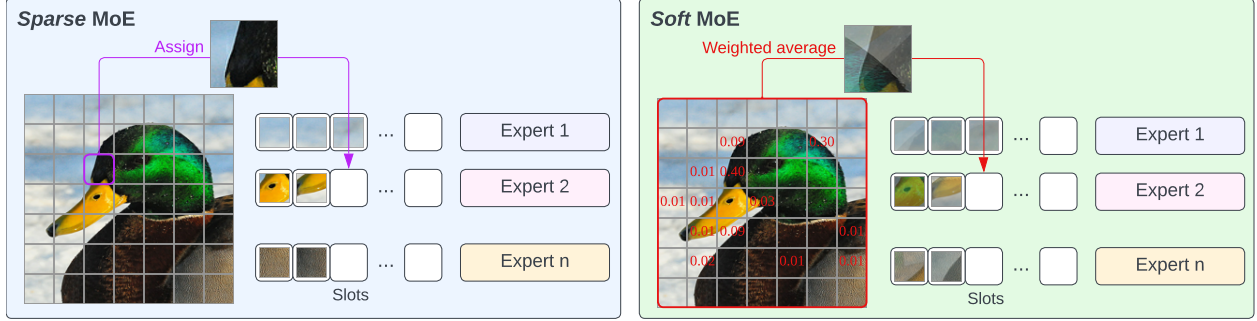 Sparse MoE
Assign
Expert 1
...
Expert 2
...
Expert n
...
Slots
Soft MoE
Weighted average
0.09 0.30
0.01 0.40
0.01 0.01 0.03
0.01 0.09 0.01
0.02 0.01 0.01
Expert 1
...
Expert 2
...
Expert n
...
Slots